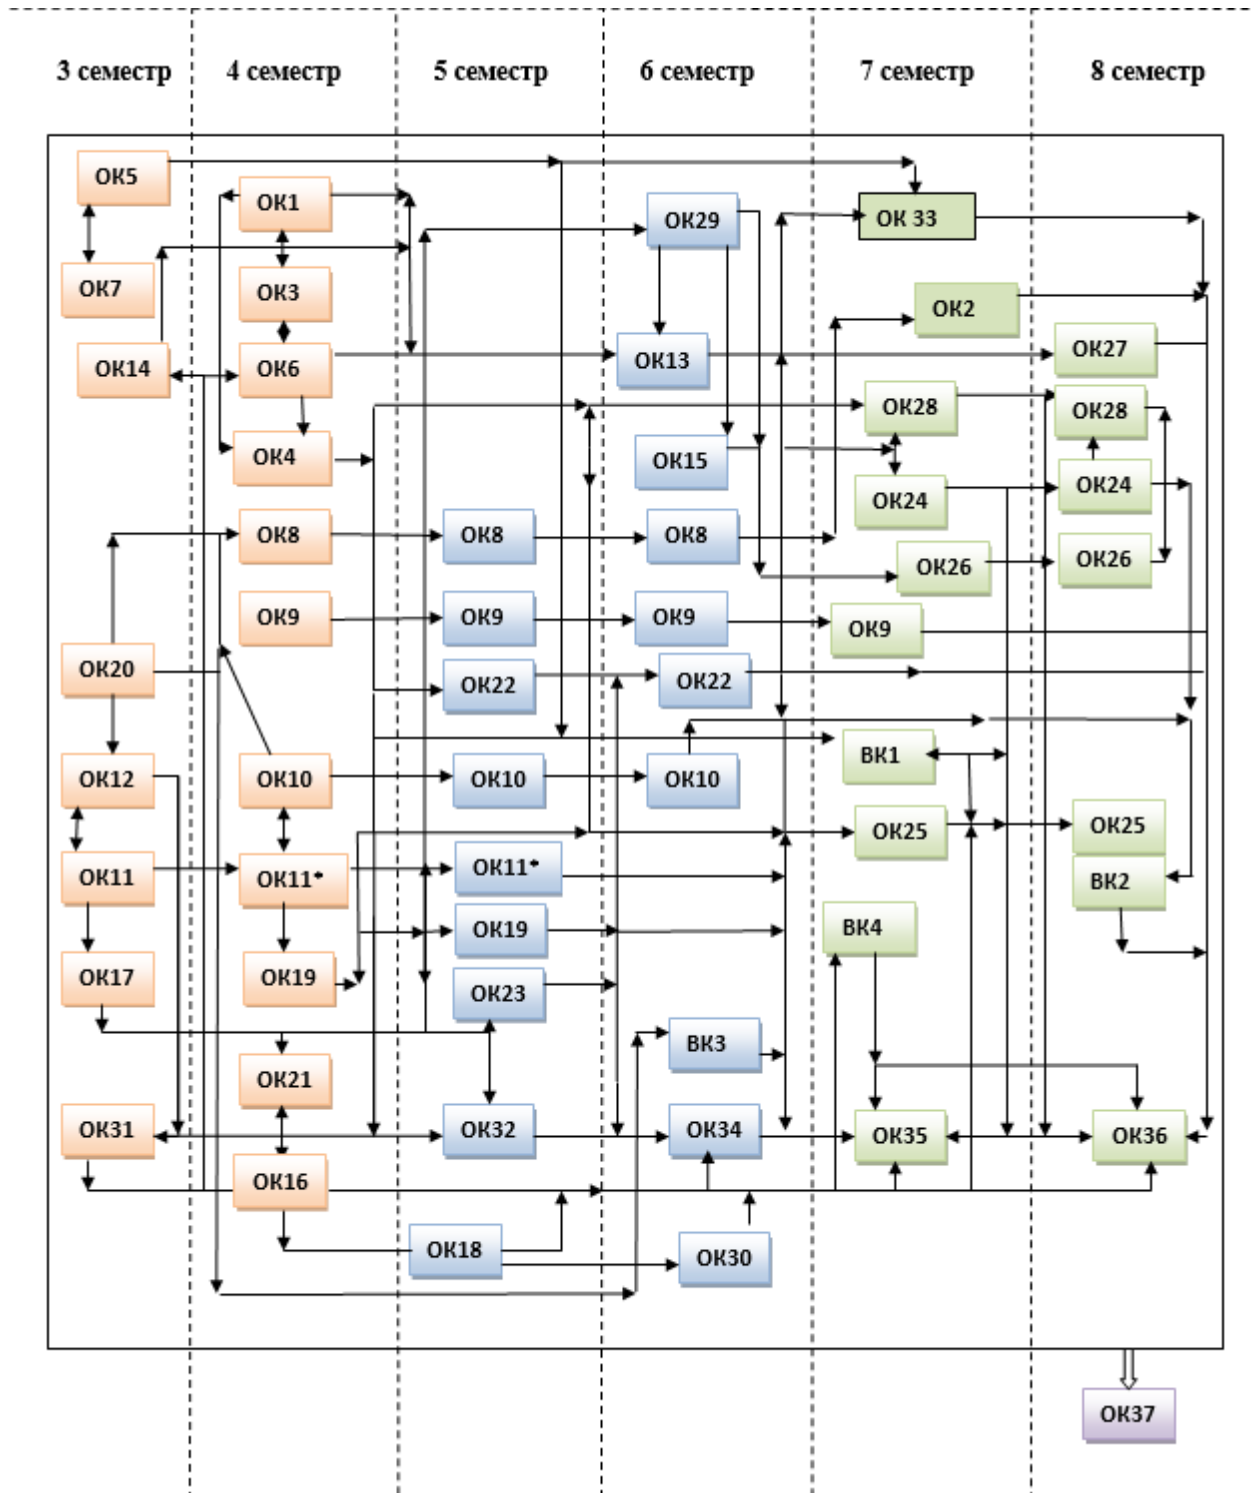 3 семестр
4 семестр
5 семестр
6 семестр
7 семестр
8 семестр
ОК5
ОК7
ОК14
ОК20
ОК12
ОК11
ОК17
ОК31
ОК1
ОК3
ОК6
ОК4
ОК8
ОК9
ОК10
ОК11*
ОК19
ОК21
ОК16
ОК8
ОК9
ОК22
ОК10
ОК11*
ОК19
ОК23
ОК32
ОК18
ОК29
ОК13
ОК15
ОК8
ОК9
ОК22
ОК10
ВК3
ОК34
ОК30
ОК 33
ОК2
ОК28
ОК24
ОК26
ОК9
ВК1
ОК25
ВК4
ОК35
ОК27
ОК28
ОК24
ОК26
ОК25
ВК2
ОК36
ОК37